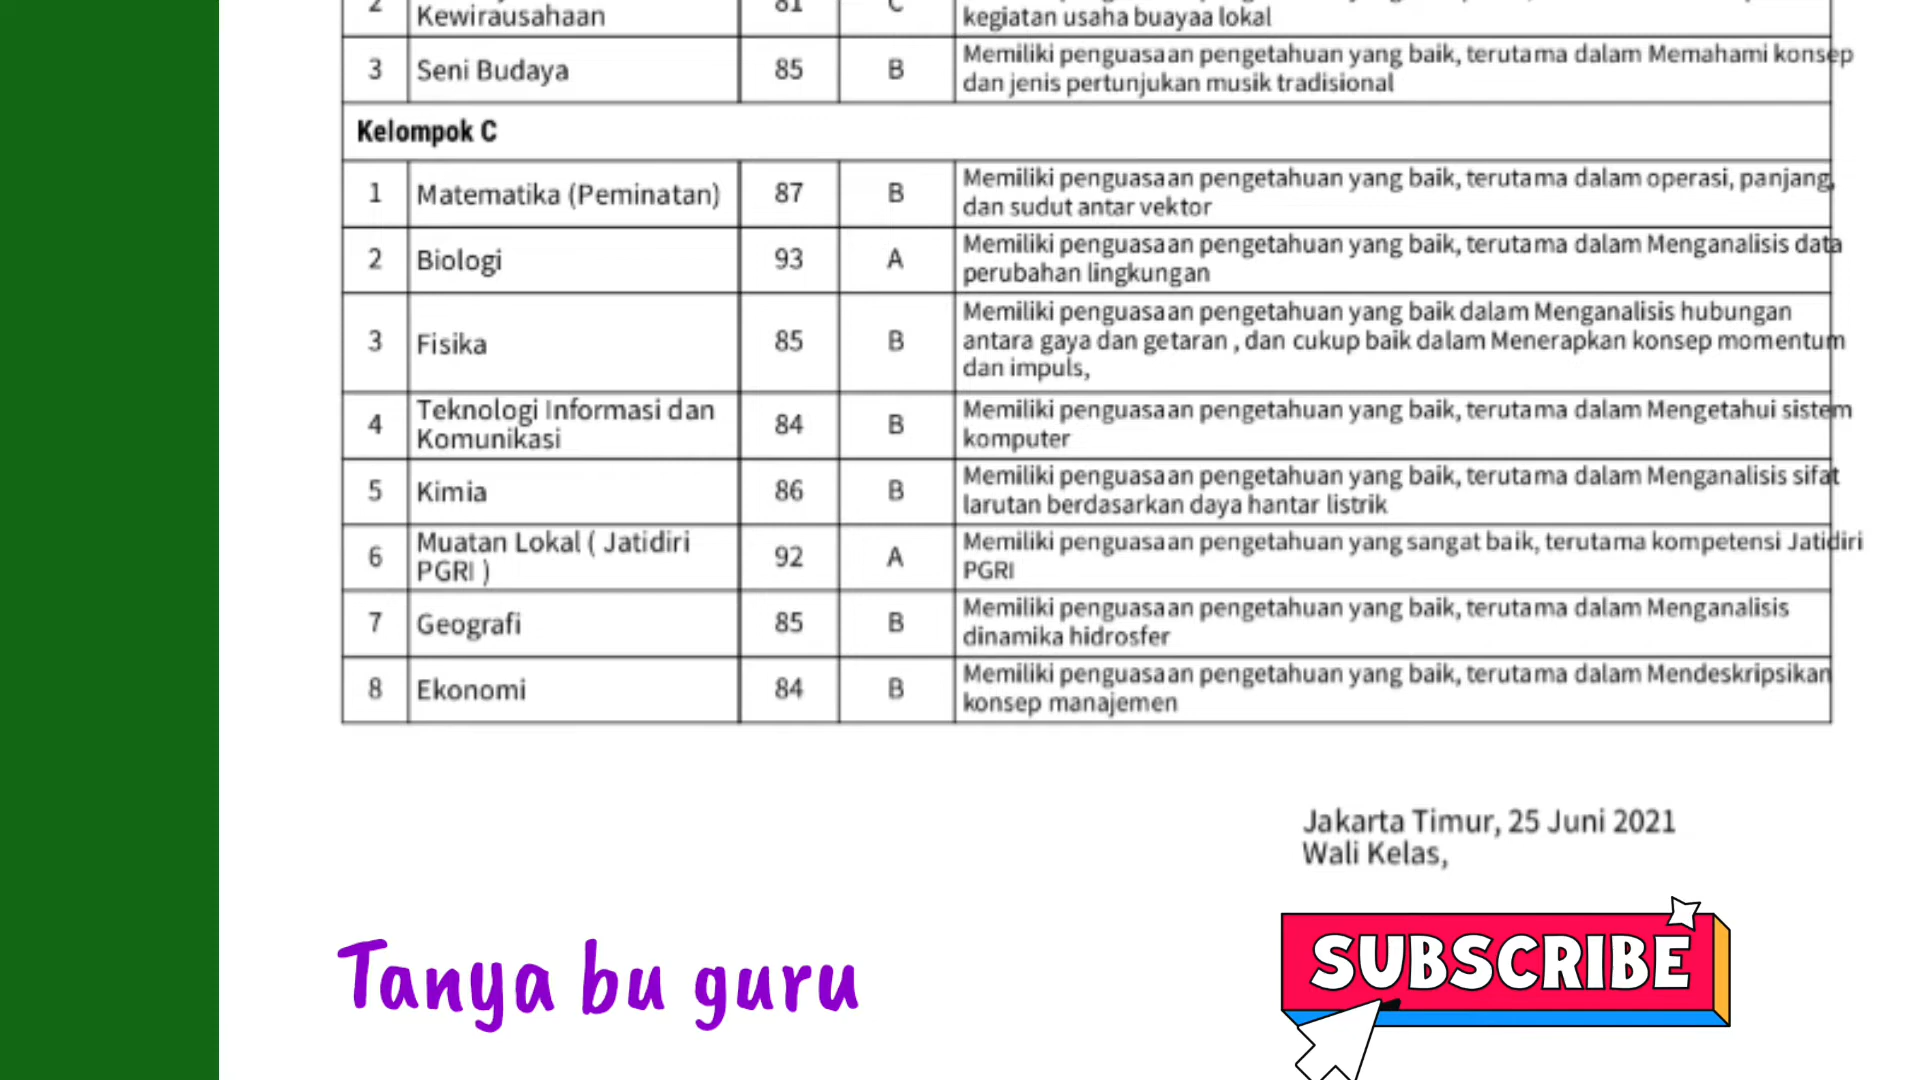 2 Kewirausahaan 81 C kegiatan usaha buayaa lokal
3 Seni Budaya 85 B Memiliki penguasaan pengetahuan yang baik, terutama dalam Memahami konsep
dan jenis pertunjukan musik tradisional
Kelompok C
1 Matematika (Peminatan) 87 B Memiliki penguasaan pengetahuan yang baik, terutama dalam operasi, panjang,
dan sudut antar vektor
2 Biologi 93 A Memiliki penguasaan pengetahuan yang baik, terutama dalam Menganalisis data
perubahan lingkungan
3 Fisika 85 B Memiliki penguasaan pengetahuan yang baik dalam Menganalisis hubungan
antara gaya dan getaran , dan cukup baik dalam Menerapkan konsep momentum
dan impuls,
4 Teknologi Informasi dan
Komunikasi 84 B Memiliki penguasaan pengetahuan yang baik, terutama dalam Mengetahui sistem
komputer
5 Kimia 86 B Memiliki penguasaan pengetahuan yang baik, terutama dalam Menganalisis sifat
larutan berdasarkan daya hantar listrik
6 Muatan Lokal ( Jatidiri
PGRI ) 92 A Memiliki penguasaan pengetahuan yang sangat baik, terutama kompetensi Jatidiri
PGRI
7 Geografi 85 B Memiliki penguasaan pengetahuan yang baik, terutama dalam Menganalisis
dinamika hidrosfer
8 Ekonomi 84 B Memiliki penguasaan pengetahuan yang baik, terutama dalam Mendeskripsikan
konsep manajemen
Jakarta Timur, 25 Juni 2021
Wali Kelas,
Tanya bu guru
SUBSCRIBE